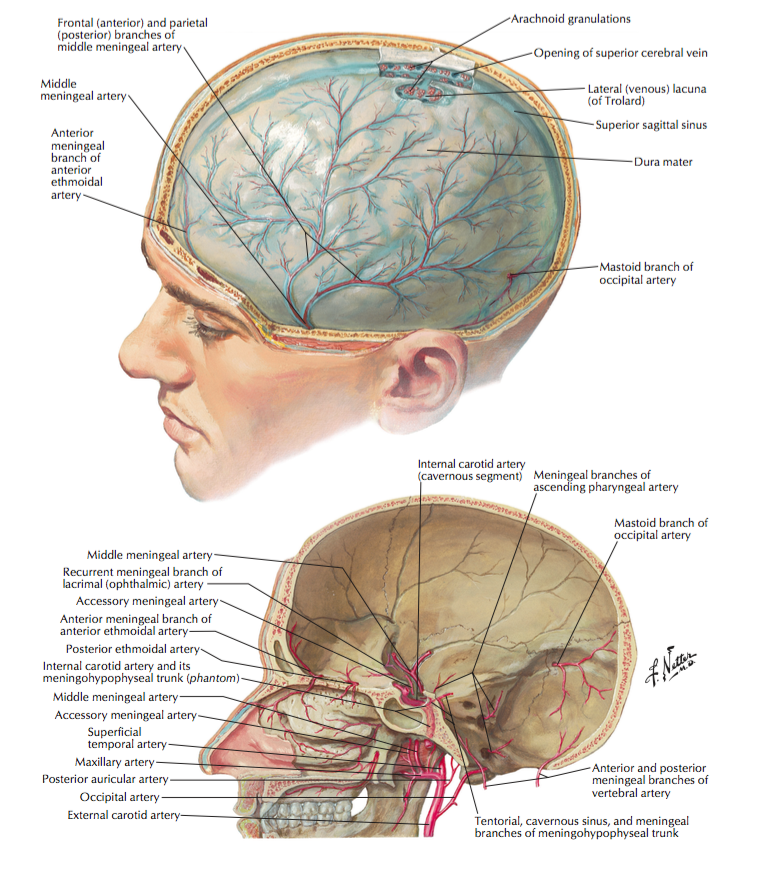 Frontal (anterior) and parietal
(posterior) branches of
middle meningeal artery
Middle
meningeal artery
Anterior
meningeal
branch of
anterior
ethmoidal
artery
Arachnoid granulations
Opening of superior cerebral vein
Lateral (venous) lacuna
(of Trolard)
Superior sagittal sinus
Dura mater
Mastoid branch of
occipital artery
Internal carotid artery
(cavernous segment)
Meningeal branches of
ascending pharyngeal artery
Mastoid branch of
occipital artery
Middle meningeal artery
Recurrent meningeal branch of
lacrimal (ophthalmic) artery
Accessory meningeal artery
Anterior meningeal branch of
anterior ethmoidal artery
Posterior ethmoidal artery
Internal carotid artery and its
meningohypophyseal trunk (phantom)
Middle meningeal artery
Accessory meningeal artery
Superficial
temporal artery
Maxillary artery
Posterior auricular artery
Occipital artery
External carotid artery
F. Netter
M.D.
Anterior and posterior
meningeal branches of
vertebral artery
Tentorial, cavernous sinus, and meningeal
branches of meningohypophyseal trunk